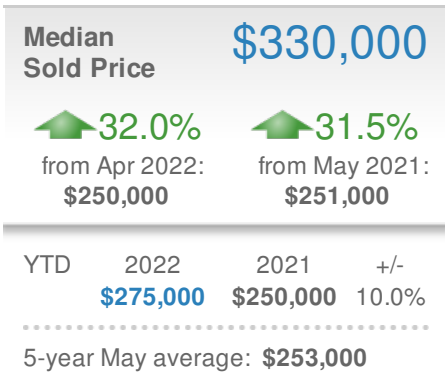 Median $330,000
Sold Price
32.0% 31.5%
from Apr 2022: from May 2021:
$250,000 $251,000
YTD 2022 2021 +/-
$275,000 $250,000 10.0%
5-year May average: $253,000